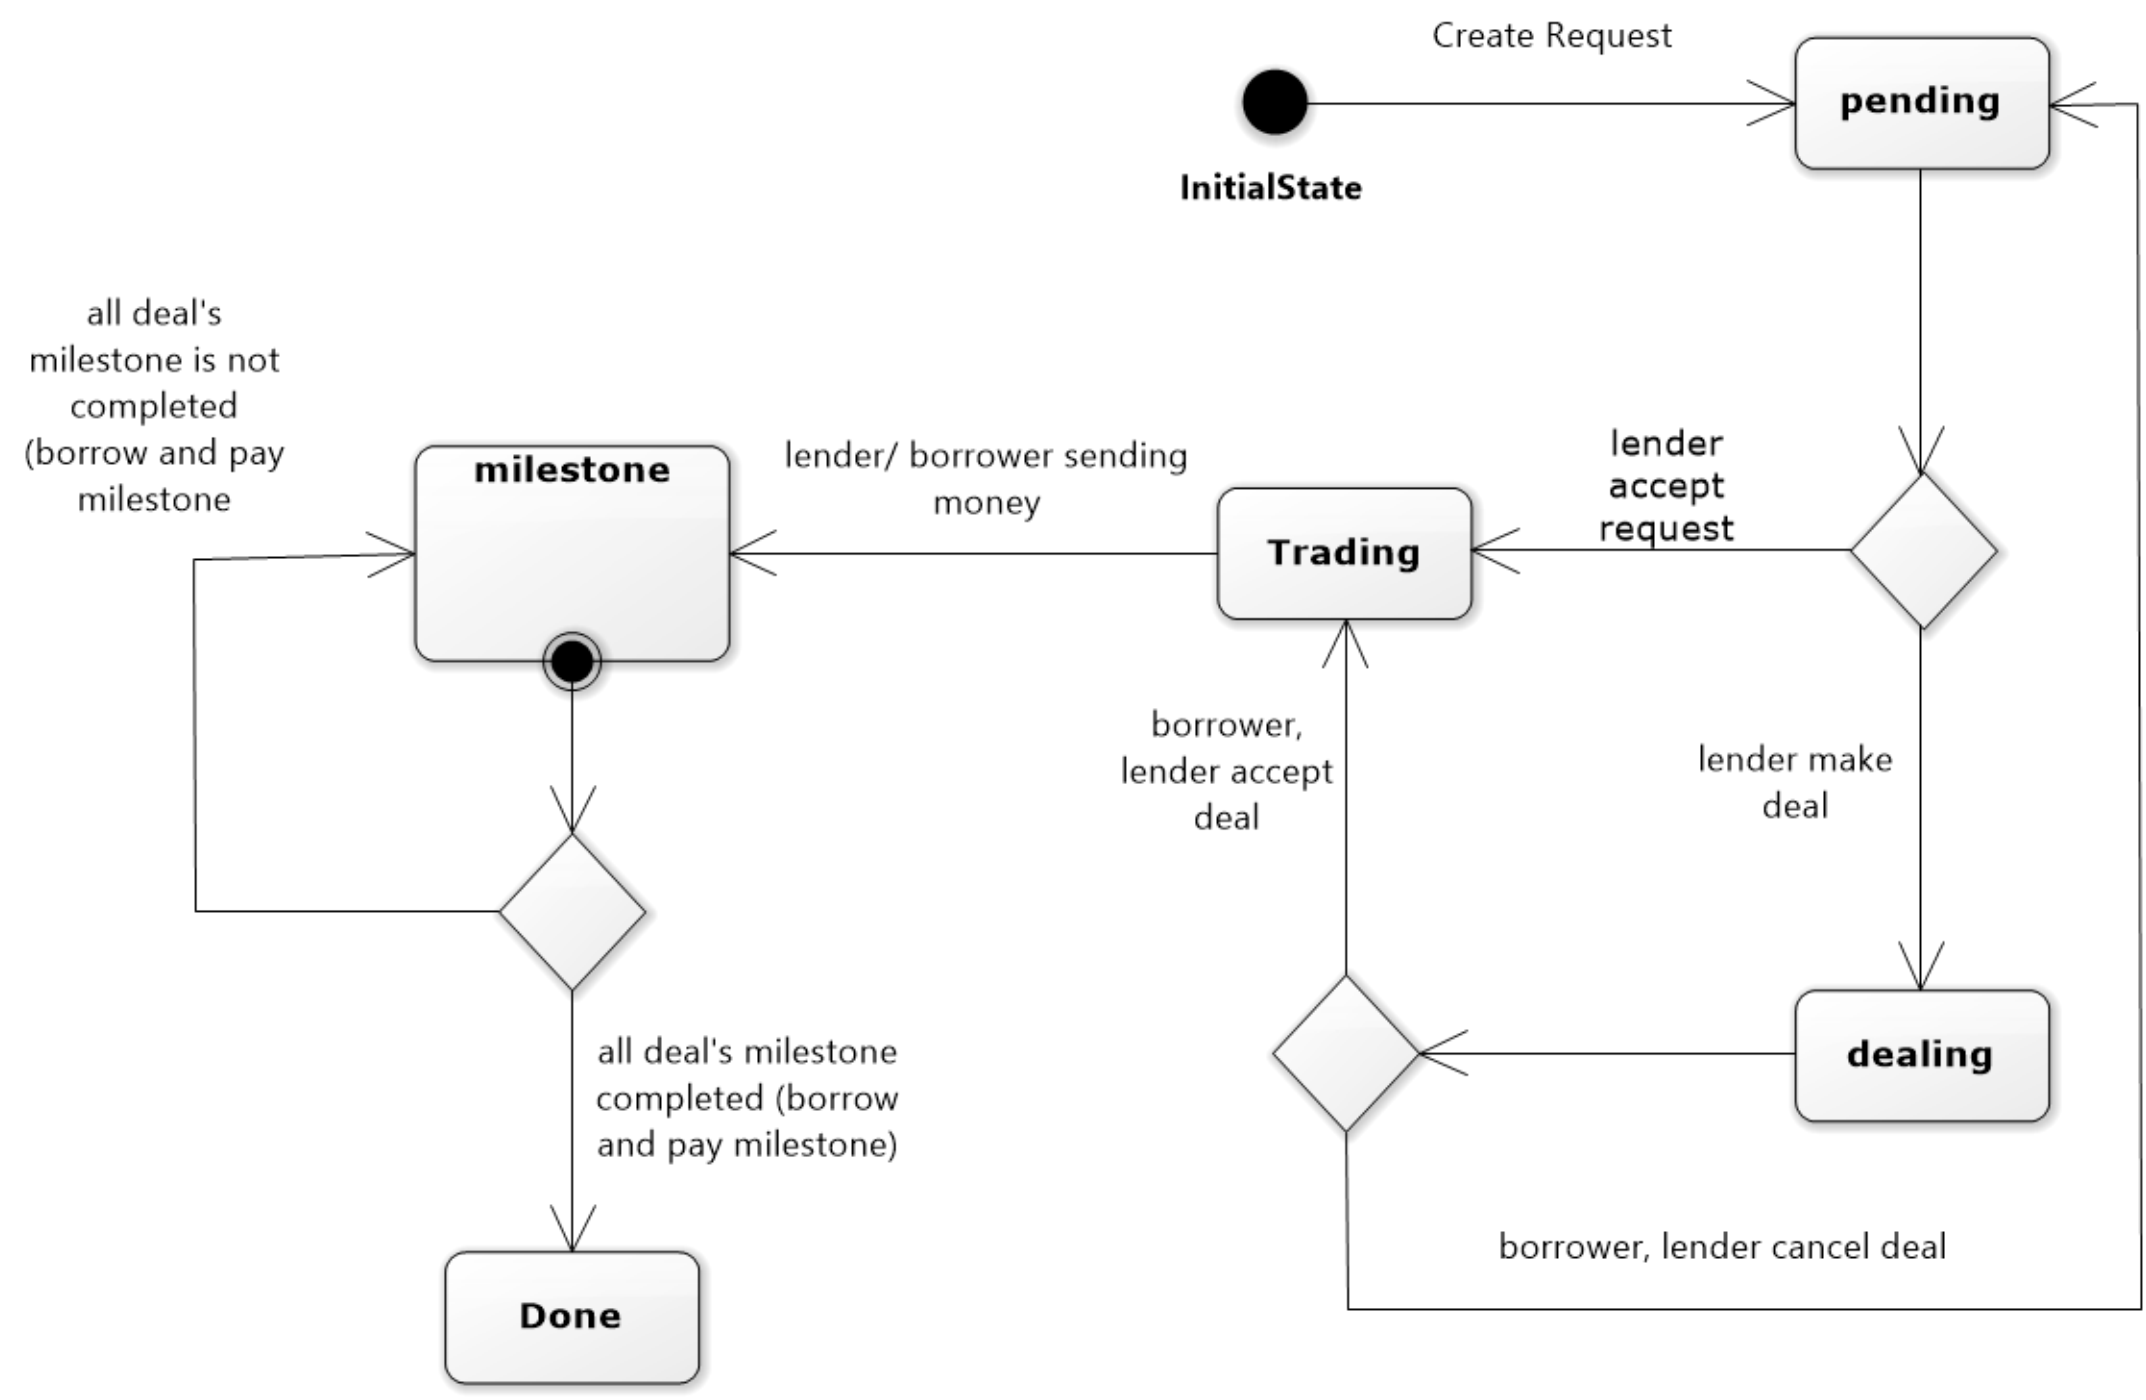 Create Request
pending
InitialState
all deal's
milestone is not
completed
(borrow and pay
milestone
milestone
lender/ borrower sending
money
Trading
lender
accept
request
borrower,
lender accept
deal
lender make
deal
dealing
all deal's milestone
completed (borrow
and pay milestone)
borrower, lender cancel deal
Done